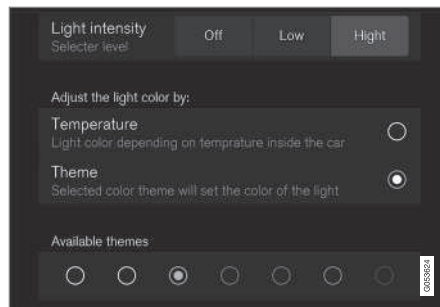 Light intensity
Selecter level
Off
Low
Hight
Adjust the light color by:
Temperature
Light color depending on temprature inside the car
Theme
Selected color theme will set the color of the light
Available themes
G053624